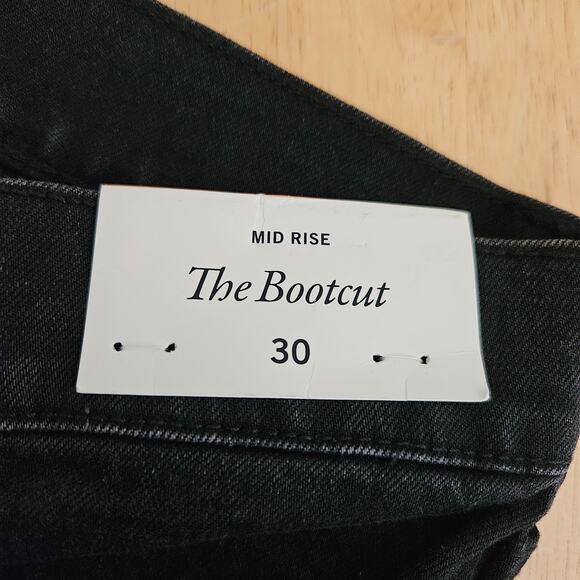 MID RISE
The Bootcut
30